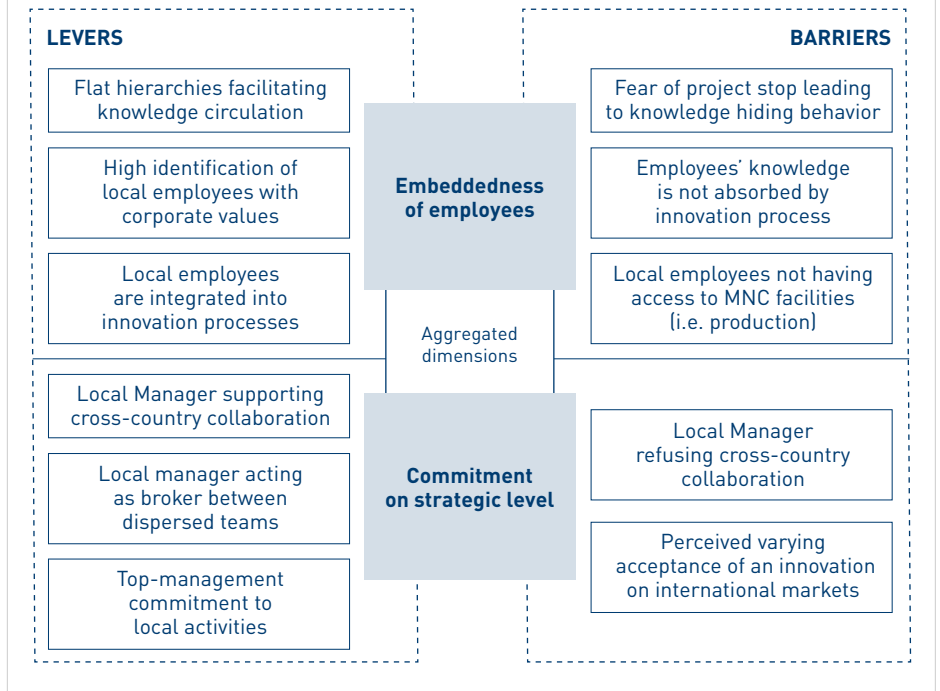 LEVERS
Flat hierarchies facilitating
knowledge circulation
High identification of
local employees with
corporate values
Local employees
are integrated into
innovation processes
Local Manager supporting
cross-country collaboration
Local manager acting
as broker between
dispersed teams
Top-management
commitment to
local activities
Embeddedness
of employees
Aggregated
dimensions
Commitment
on strategic level
BARRIERS
Fear of project stop leading
to knowledge hiding behavior
Employees’ knowledge
is not absorbed by
innovation process
Local employees not having
access to MNC facilities
(i.e. production)
Local Manager
refusing cross-country
collaboration
Perceived varying
acceptance of an innovation
on international markets